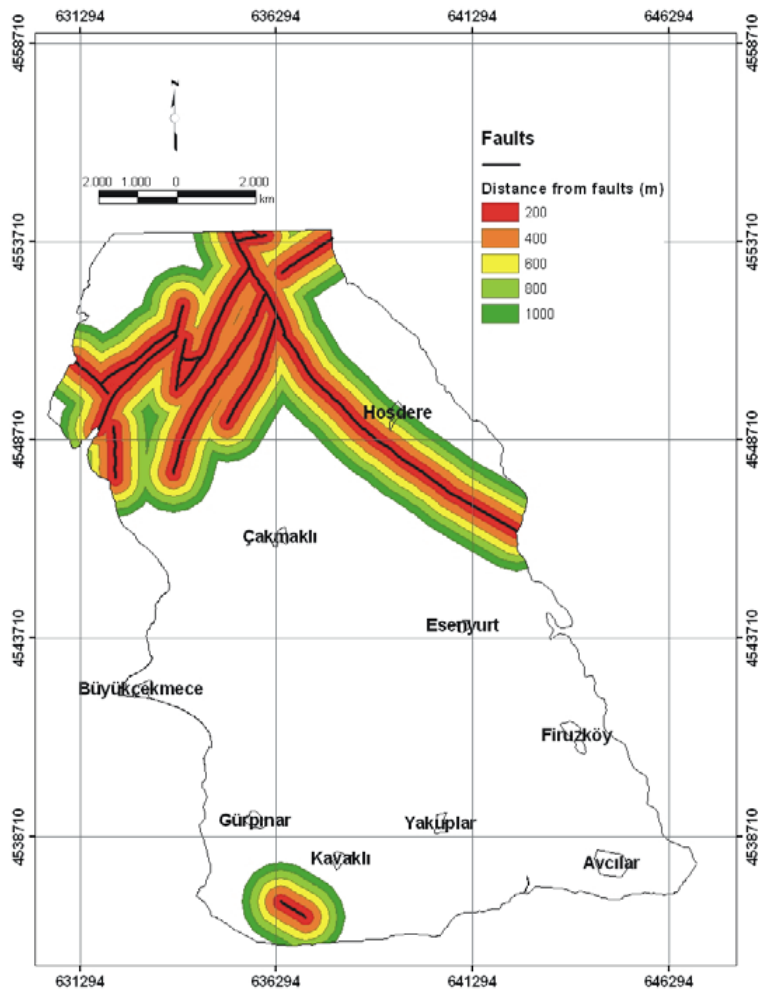 631294 636294 641294 646294
4558710 4558710
N
Faults
2.000 1.000 0 2.000
km
Distance from faults (m)
200
400
600
800
1000
4553710 4553710
Hoşdere
4548710 4548710
Çakmaklı
Esenyurt
4543710 4543710
Büyükçekmece
Firuzköy
Gürpınar
Yakuplar
4538710 4538710
Kavaklı
Avcılar
631294 636294 641294 646294